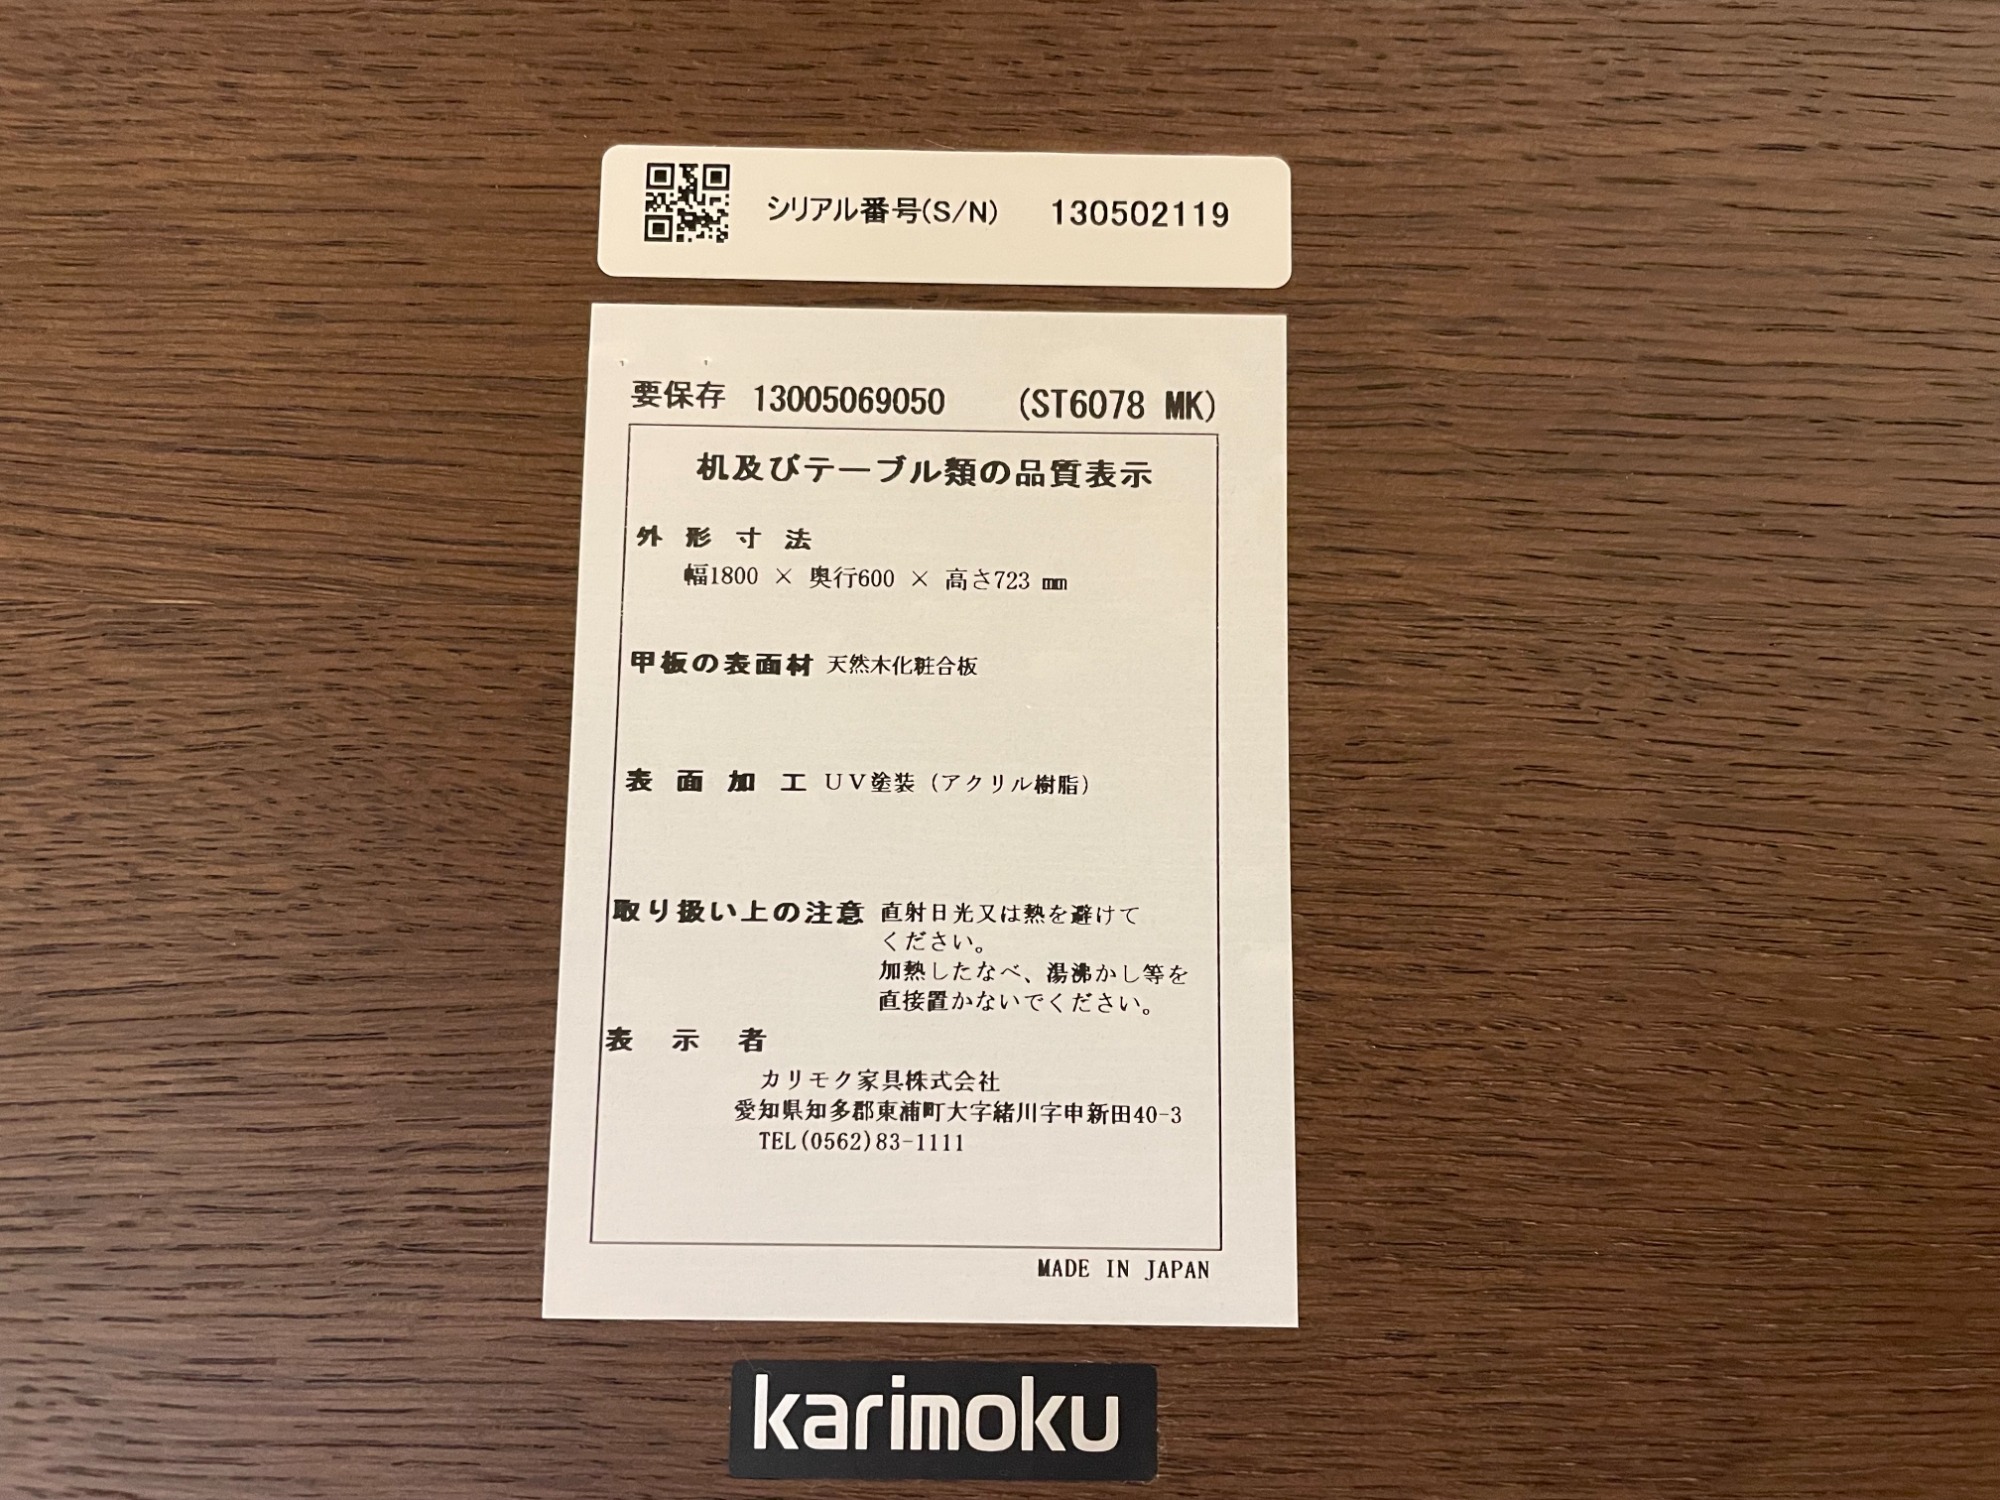 シリアル番号(S/N) 130502119
要保存 13005069050 (ST6078 MK)
机及びテーブル類の品質表示
外形寸法
幅1800 × 奥行600 × 高さ723 mm
甲板の表面材 天然木化粧合板
表面加工 UV塗装(アクリル樹脂)
取り扱い上の注意 直射日光又は熱を避けて
ください。
加熱したなべ、湯沸かし等を
直接置かないでください。
表示者
カリモク家具株式会社
愛知県知多郡東浦町大字緒川字申新田40-3
TEL(0562)83-1111
MADE IN JAPAN
karimoku